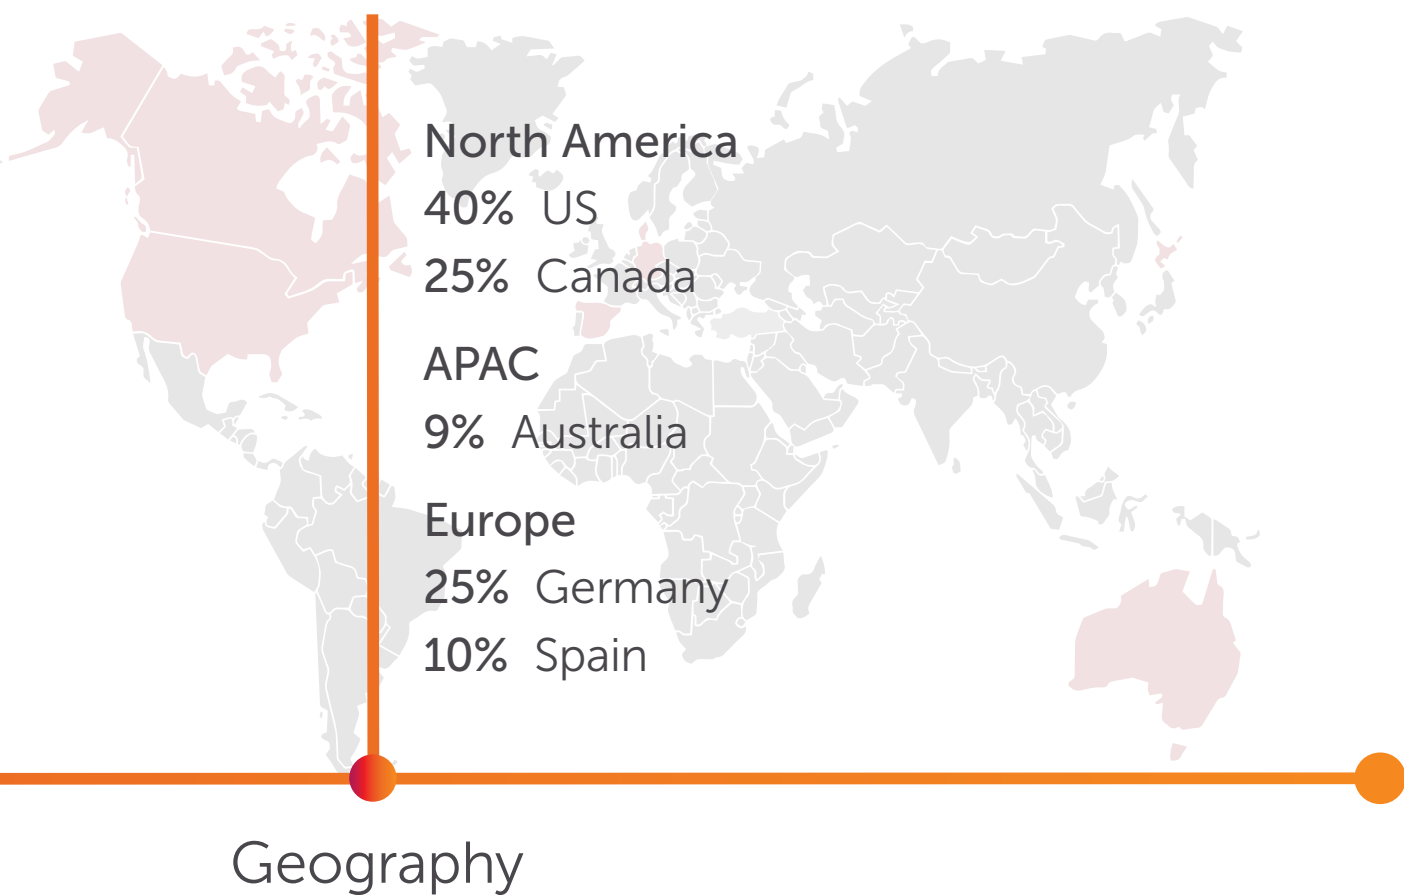 North America
40% US
25% Canada
APAC
9% Australia
Europe
25% Germany
10% Spain
Geography